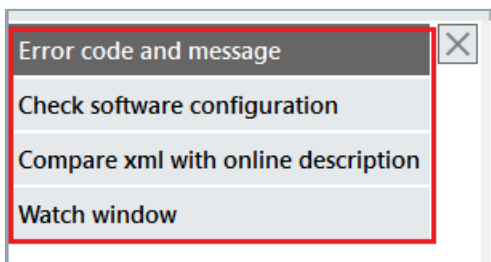 Error code and message
Check software configuration
Compare xml with online description
Watch window